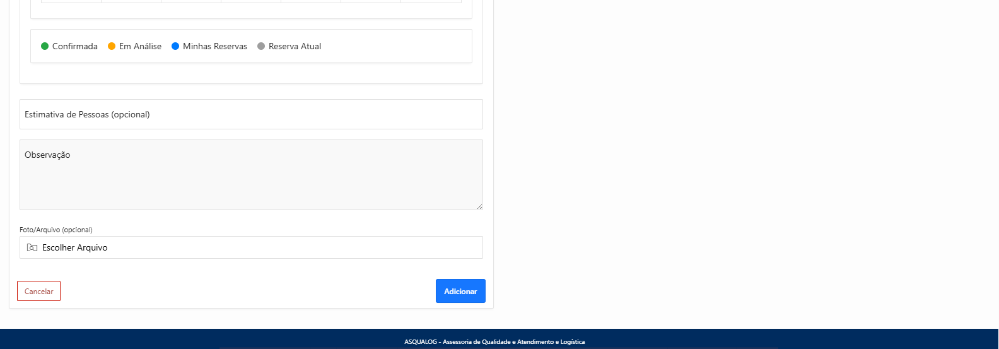 Confirmada Em Análise Minhas Reservas Reserva Atual
Estimativa de Pessoas (opcional)
Observação
Foto/Arquivo (opcional)
Escolher Arquivo
Cancelar Adicionar
ASQUALOG - Assessoria de Qualidade e Atendimento e Logística